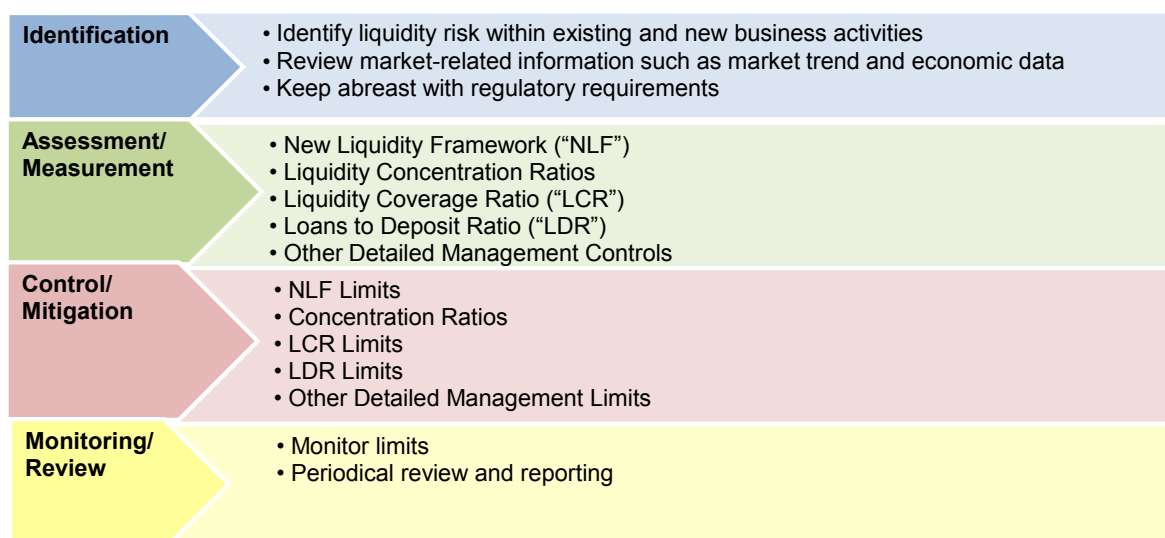 Identification
• Identify liquidity risk within existing and new business activities
• Review market-related information such as market trend and economic data
• Keep abreast with regulatory requirements
Assessment/
Measurement
• New Liquidity Framework (“NLF”)
• Liquidity Concentration Ratios
• Liquidity Coverage Ratio (“LCR”)
• Loans to Deposit Ratio (“LDR”)
• Other Detailed Management Controls
Control/
Mitigation
• NLF Limits
• Concentration Ratios
• LCR Limits
• LDR Limits
• Other Detailed Management Limits
Monitoring/
Review
• Monitor limits
• Periodical review and reporting